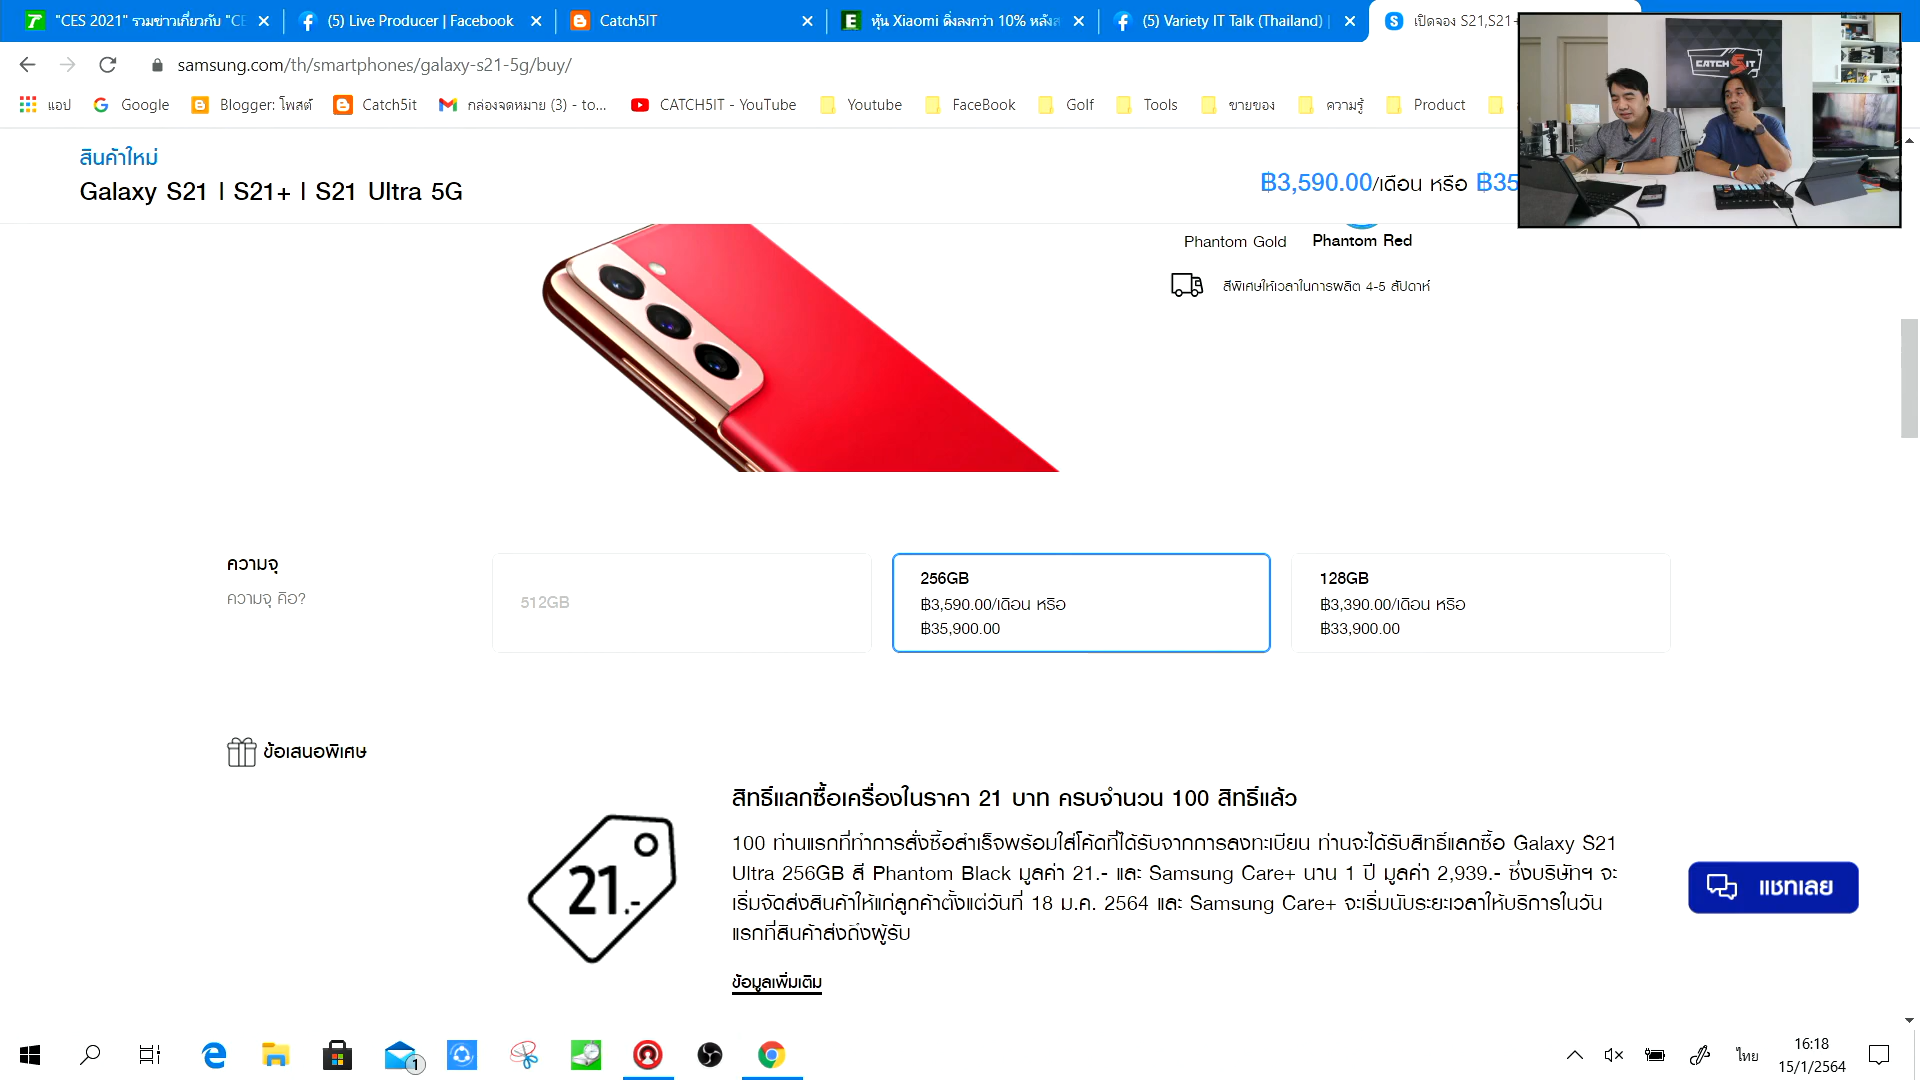 "CES 2021" รวมข่าวเกี่ยวกับ "CE
(5) Live Producer | Facebook
Catch5IT
หุ้น Xiaomi ดิ่งลงกว่า 10% หลังส
(5) Variety IT Talk (Thailand) |
เปิดจอง S21,S21+
samsung.com/th/smartphones/galaxy-s21-5g/buy/
แอป
Google
Blogger: โพสต์
Catch5it
กล่องจดหมาย (3) - to...
CATCH5IT - YouTube
Youtube
FaceBook
Golf
Tools
ขายของ
ความรู้
Product
CATCH5IT
สินค้าใหม่
Galaxy S21 | S21+ | S21 Ultra 5G
฿3,590.00/เดือน หรือ ฿35
Phantom Gold
Phantom Red
สีพิเศษใช้เวลาในการผลิต 4-5 สัปดาห์
ความจุ
ความจุ คือ?
512GB
256GB
฿3,590.00/เดือน หรือ
฿35,900.00
128GB
฿3,390.00/เดือน หรือ
฿33,900.00
ข้อเสนอพิเศษ
21.-
สิทธิ์แลกซื้อเครื่องในราคา 21 บาท ครบจำนวน 100 สิทธิ์แล้ว
100 ท่านแรกที่ทำการสั่งซื้อสำเร็จพร้อมใส่โค้ดที่ได้รับจากการลงทะเบียน ท่านจะได้รับสิทธิ์แลกซื้อ Galaxy S21
Ultra 256GB สี Phantom Black มูลค่า 21.- และ Samsung Care+ นาน 1 ปี มูลค่า 2,939.- ซึ่งบริษัทฯ จะ
เริ่มจัดส่งสินค้าให้แก่ลูกค้าตั้งแต่วันที่ 18 ม.ค. 2564 และ Samsung Care+ จะเริ่มนับระยะเวลาให้บริการในวัน
แรกที่สินค้าส่งถึงผู้รับ
ข้อมูลเพิ่มเติม
แชทเลย
1
ไทย
16:18
15/1/2564